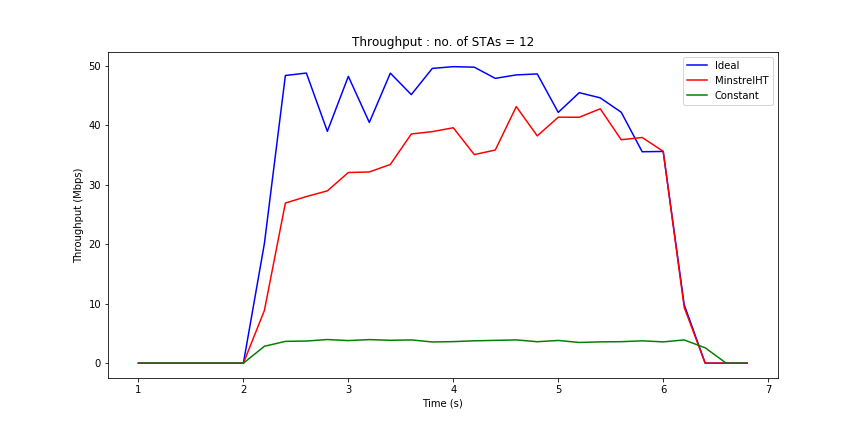 Throughput : no. of STAs = 12
Ideal
MinstrelHT
Constant
Throughput (Mbps)
50
40
30
20
10
0
1 2 3 4 5 6 7
Time (s)